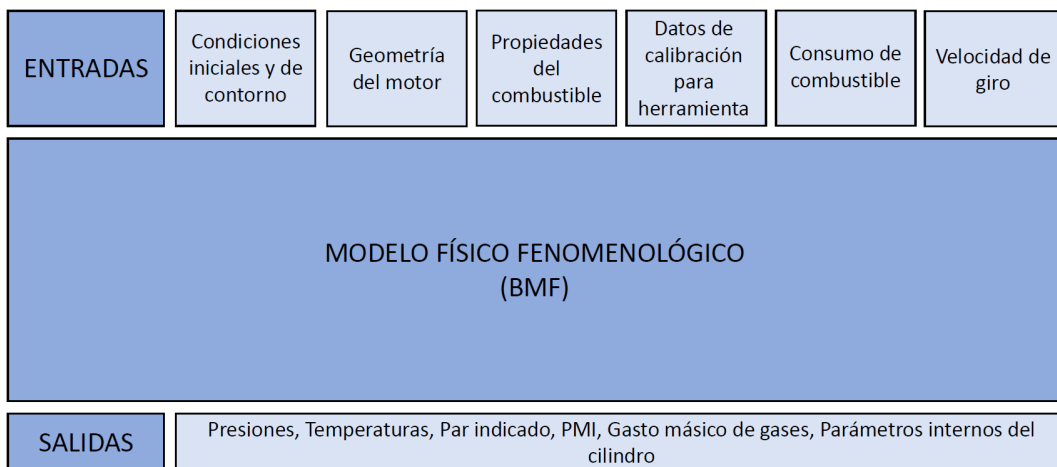 ENTRADAS
Condiciones
iniciales y de
contorno
Geometría
del motor
Propiedades
del
combustible
Datos de
calibración
para
herramienta
Consumo de
combustible
Velocidad de
giro
MODELO FÍSICO FENOMENOLÓGICO
(BMF)
SALIDAS
Presiones, Temperaturas, Par indicado, PMI, Gasto másico de gases, Parámetros internos del
cilindro